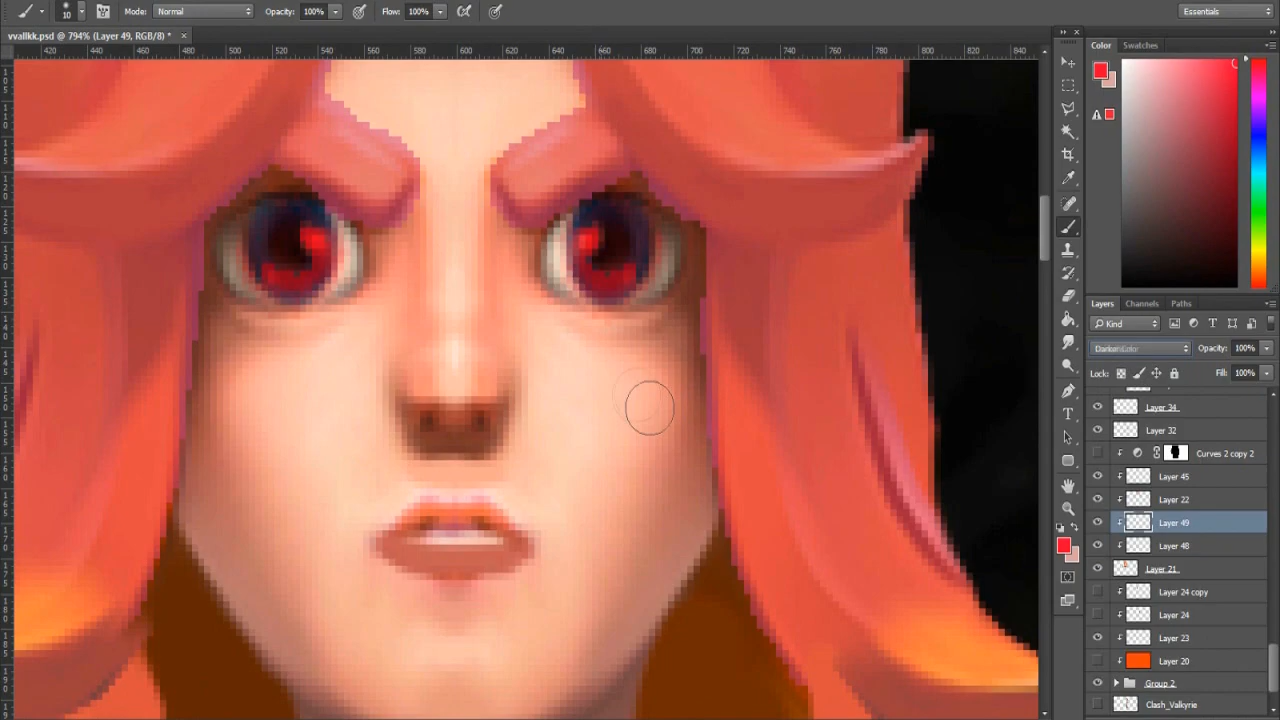 10 Mode: Normal Opacity: 100% Flow: 100% Essentials
vvallkk.psd @ 794% (Layer 49, RGB/8) * ×
420 440 460 480 500 520 540 560 580 600 620 640 660 680 700 720 740 760 780 800 820 840
Color Swatches
Layers Channels Paths
Kind
Opacity: 100%
Lock: Fill: 100%
Layer 34
Layer 32
Curves 2 copy 2
Layer 45
Layer 22
Layer 49
Layer 48
Layer 21
Layer 24 copy
Layer 24
Layer 23
Layer 20
Group 2
Clash_Valkyrie